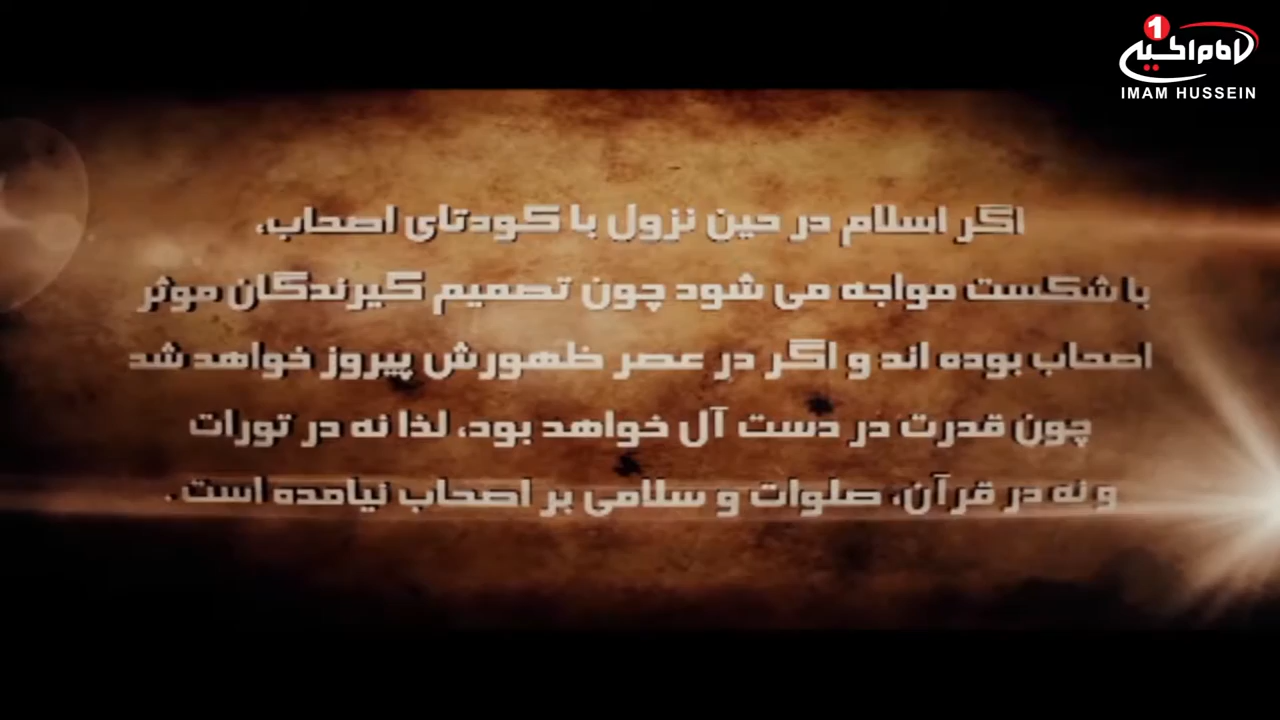 امام الحسین 1
IMAM HUSSEIN
اگر اسلام در حین نزول با کودتای اصحاب،
با شکست مواجه می شود چون تصمیم گیرندگان موثر
اصحاب بوده اند و اگر در عصر ظهورش پیروز خواهد شد
چون قدرت در دست آل خواهد بود، لذا نه در تورات
و نه در قرآن، صلوات و سلامی بر اصحاب نیامده است.